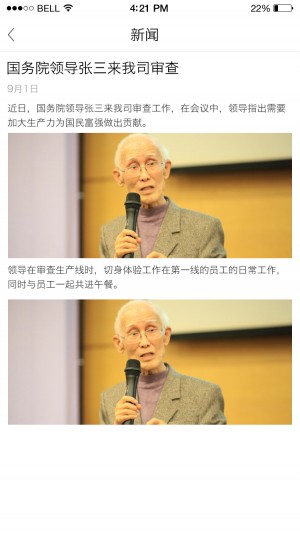 BELL 4:21 PM 22%
新闻
国务院领导张三来我司审查
9月1日
近日，国务院领导张三来我司审查工作，在会议中，领导指出需要
加大生产力为国民富强做出贡献。
领导在审查生产线时，切身体验工作在第一线的员工的日常工作，
同时与员工一起共进午餐。